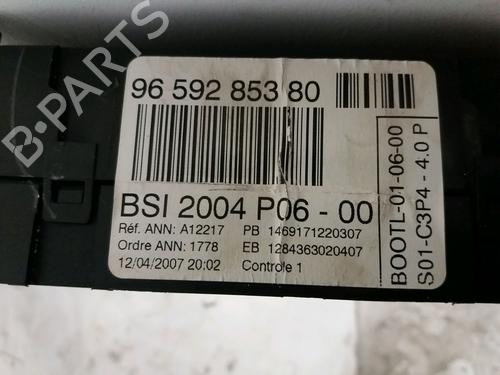 96 592 853 80
BSI 2004 P06 - 00
Réf. ANN: A12217 PB 1469171220307
Ordre ANN: 1778 EB 1284363020407
12/04/2007 20:02 Controle 1
BOOTL-01-06-00
S01-C3P4 - 4.0 P
B-PARTS